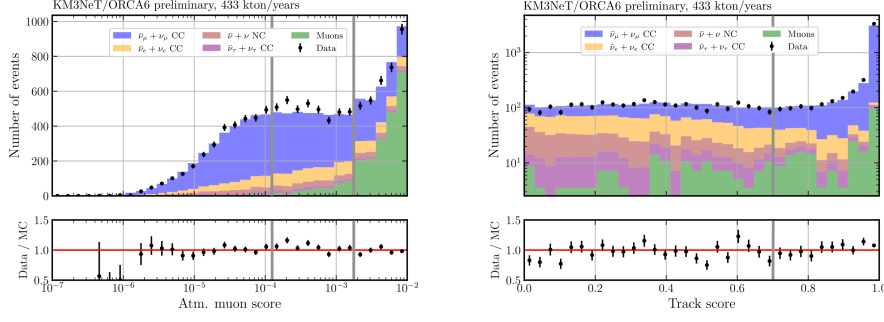 KM3NeT/ORCA6 preliminary, 433 kton/years
1000
800
600
400
200
0
Number of events
ν̄μ + νμ CC
ν̄e + νe CC
ν̄ + ν NC
ν̄τ + ντ CC
Muons
Data
1.5
1.0
0.5
Data / MC
10⁻⁷
10⁻⁶
10⁻⁵
10⁻⁴
10⁻³
10⁻²
Atm. muon score
KM3NeT/ORCA6 preliminary, 433 kton/years
10³
10²
10¹
Number of events
ν̄μ + νμ CC
ν̄e + νe CC
ν̄ + ν NC
ν̄τ + ντ CC
Muons
Data
1.5
1.0
0.5
Data / MC
0.0
0.2
0.4
0.6
0.8
1.0
Track score